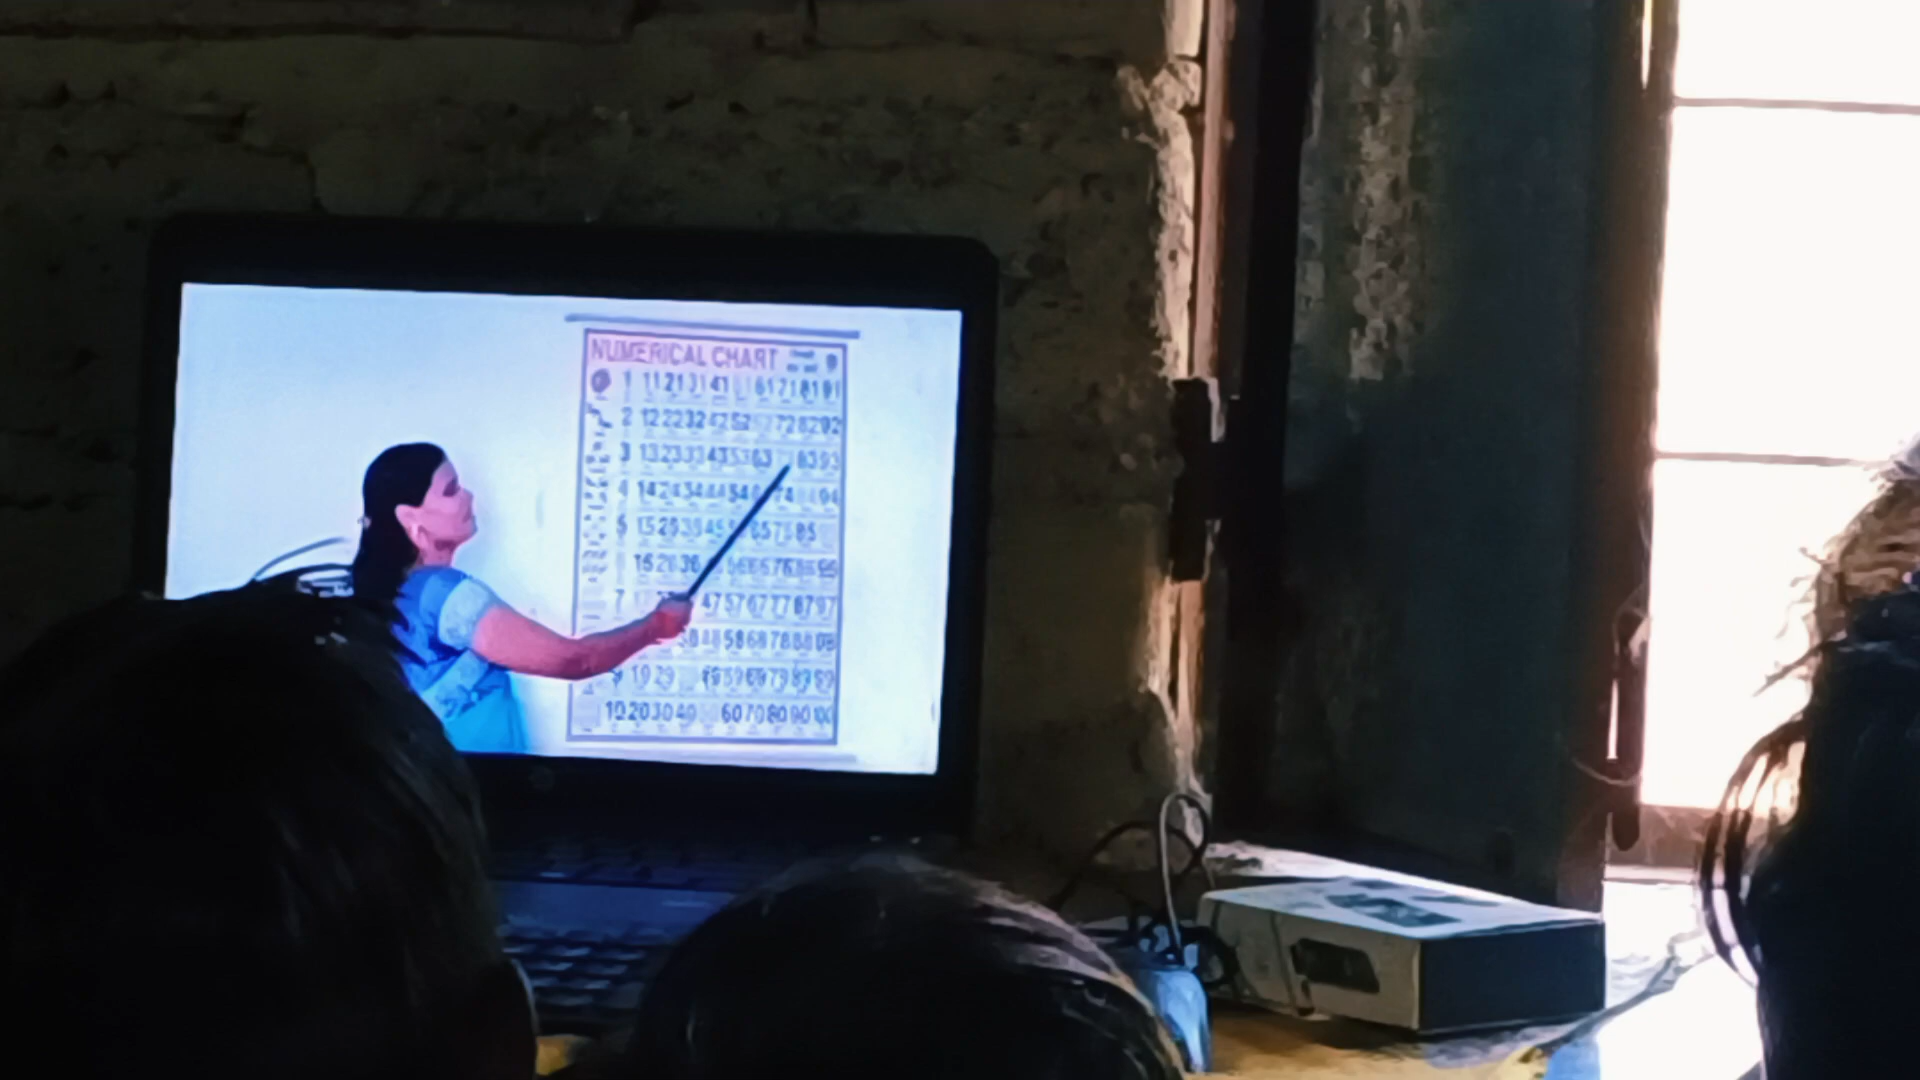 NUMERICAL CHART
1 11 21 31 41 61 71 81 91
2 12 22 32 42 52 72 82 92
3 13 23 33 43 53 63 83 93
4 14 24 34 44 54 74 94
5 15 25 35 45 65 75 85
16 26 36 56 66 76 86 96
7 47 57 67 77 87 97
38 48 58 68 78 88 98
9 19 29 49 59 69 79 89 99
10 20 30 40 60 70 80 90 100